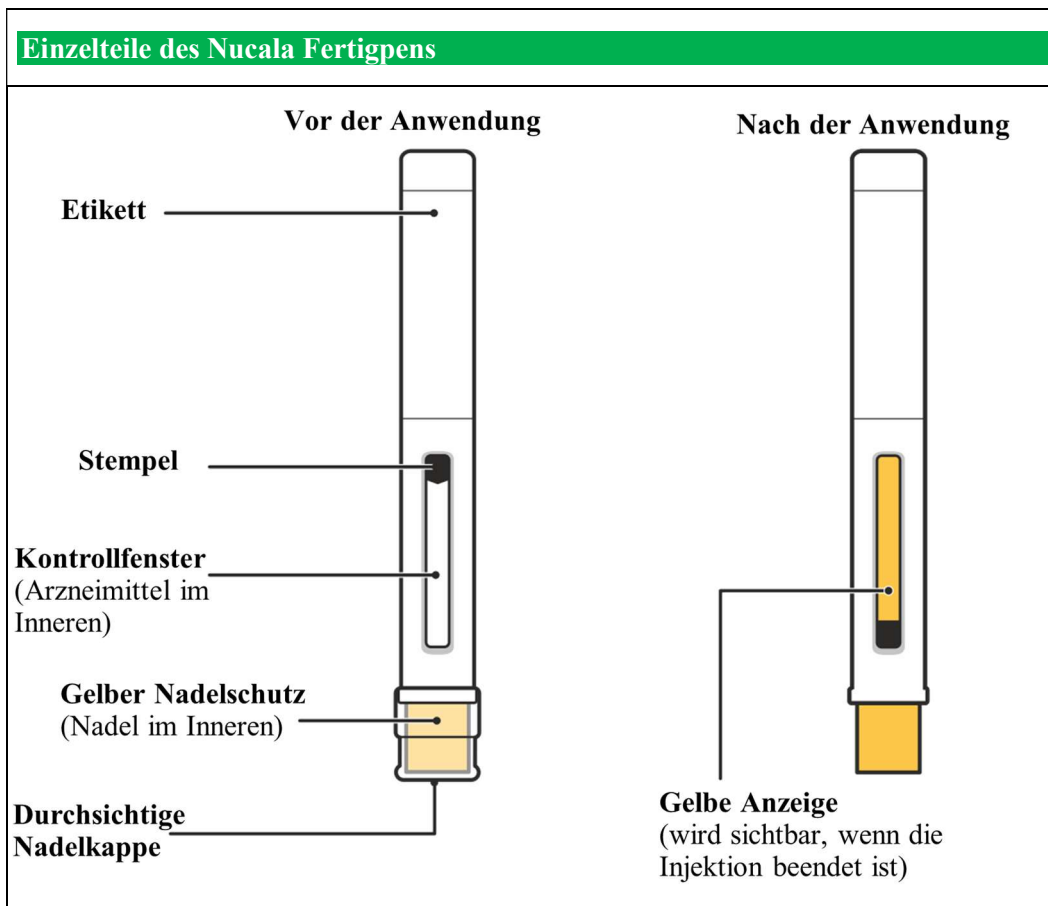 Einzelteile des Nucala Fertigpens
Vor der Anwendung
Etikett
Stempel
Kontrollfenster
(Arzneimittel im
Inneren)
Gelber Nadelschutz
(Nadel im Inneren)
Durchsichtige
Nadelkappe
Nach der Anwendung
Gelbe Anzeige
(wird sichtbar, wenn die
Injektion beendet ist)